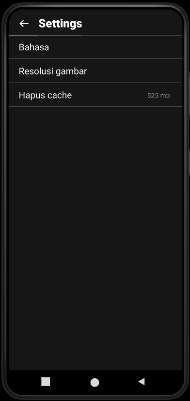 Settings
Bahasa
Resolusi gambar
Hapus cache 525 mb